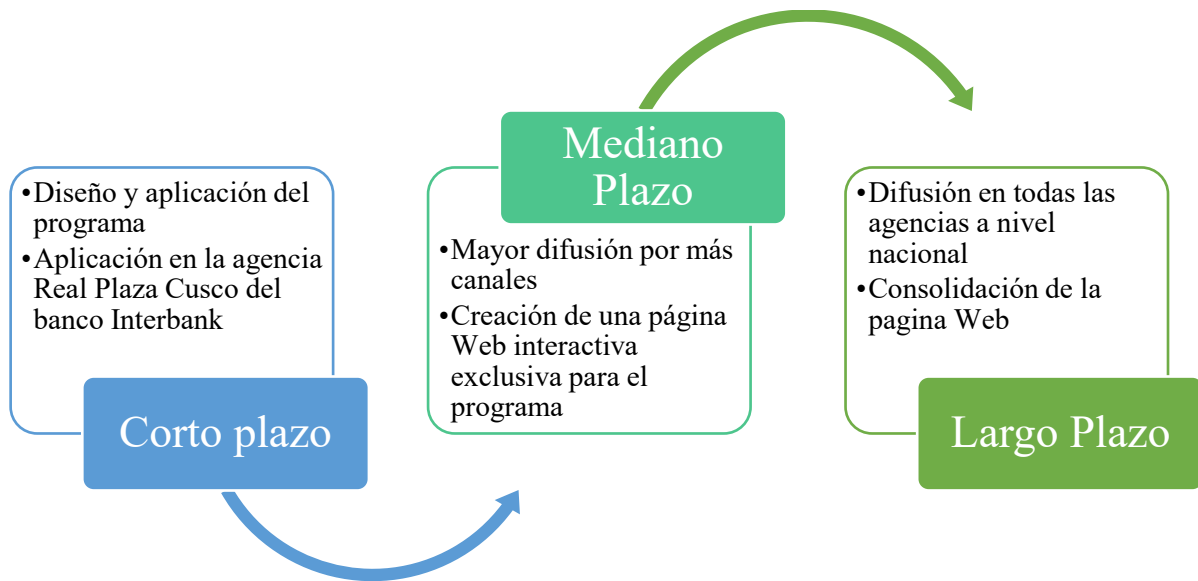 •Diseño y aplicación del
programa
•Aplicación en la agencia
Real Plaza Cusco del
banco Interbank
Corto plazo
Mediano
Plazo
•Mayor difusión por más
canales
•Creación de una página
Web interactiva
exclusiva para el
programa
•Difusión en todas las
agencias a nivel
nacional
•Consolidación de la
pagina Web
Largo Plazo